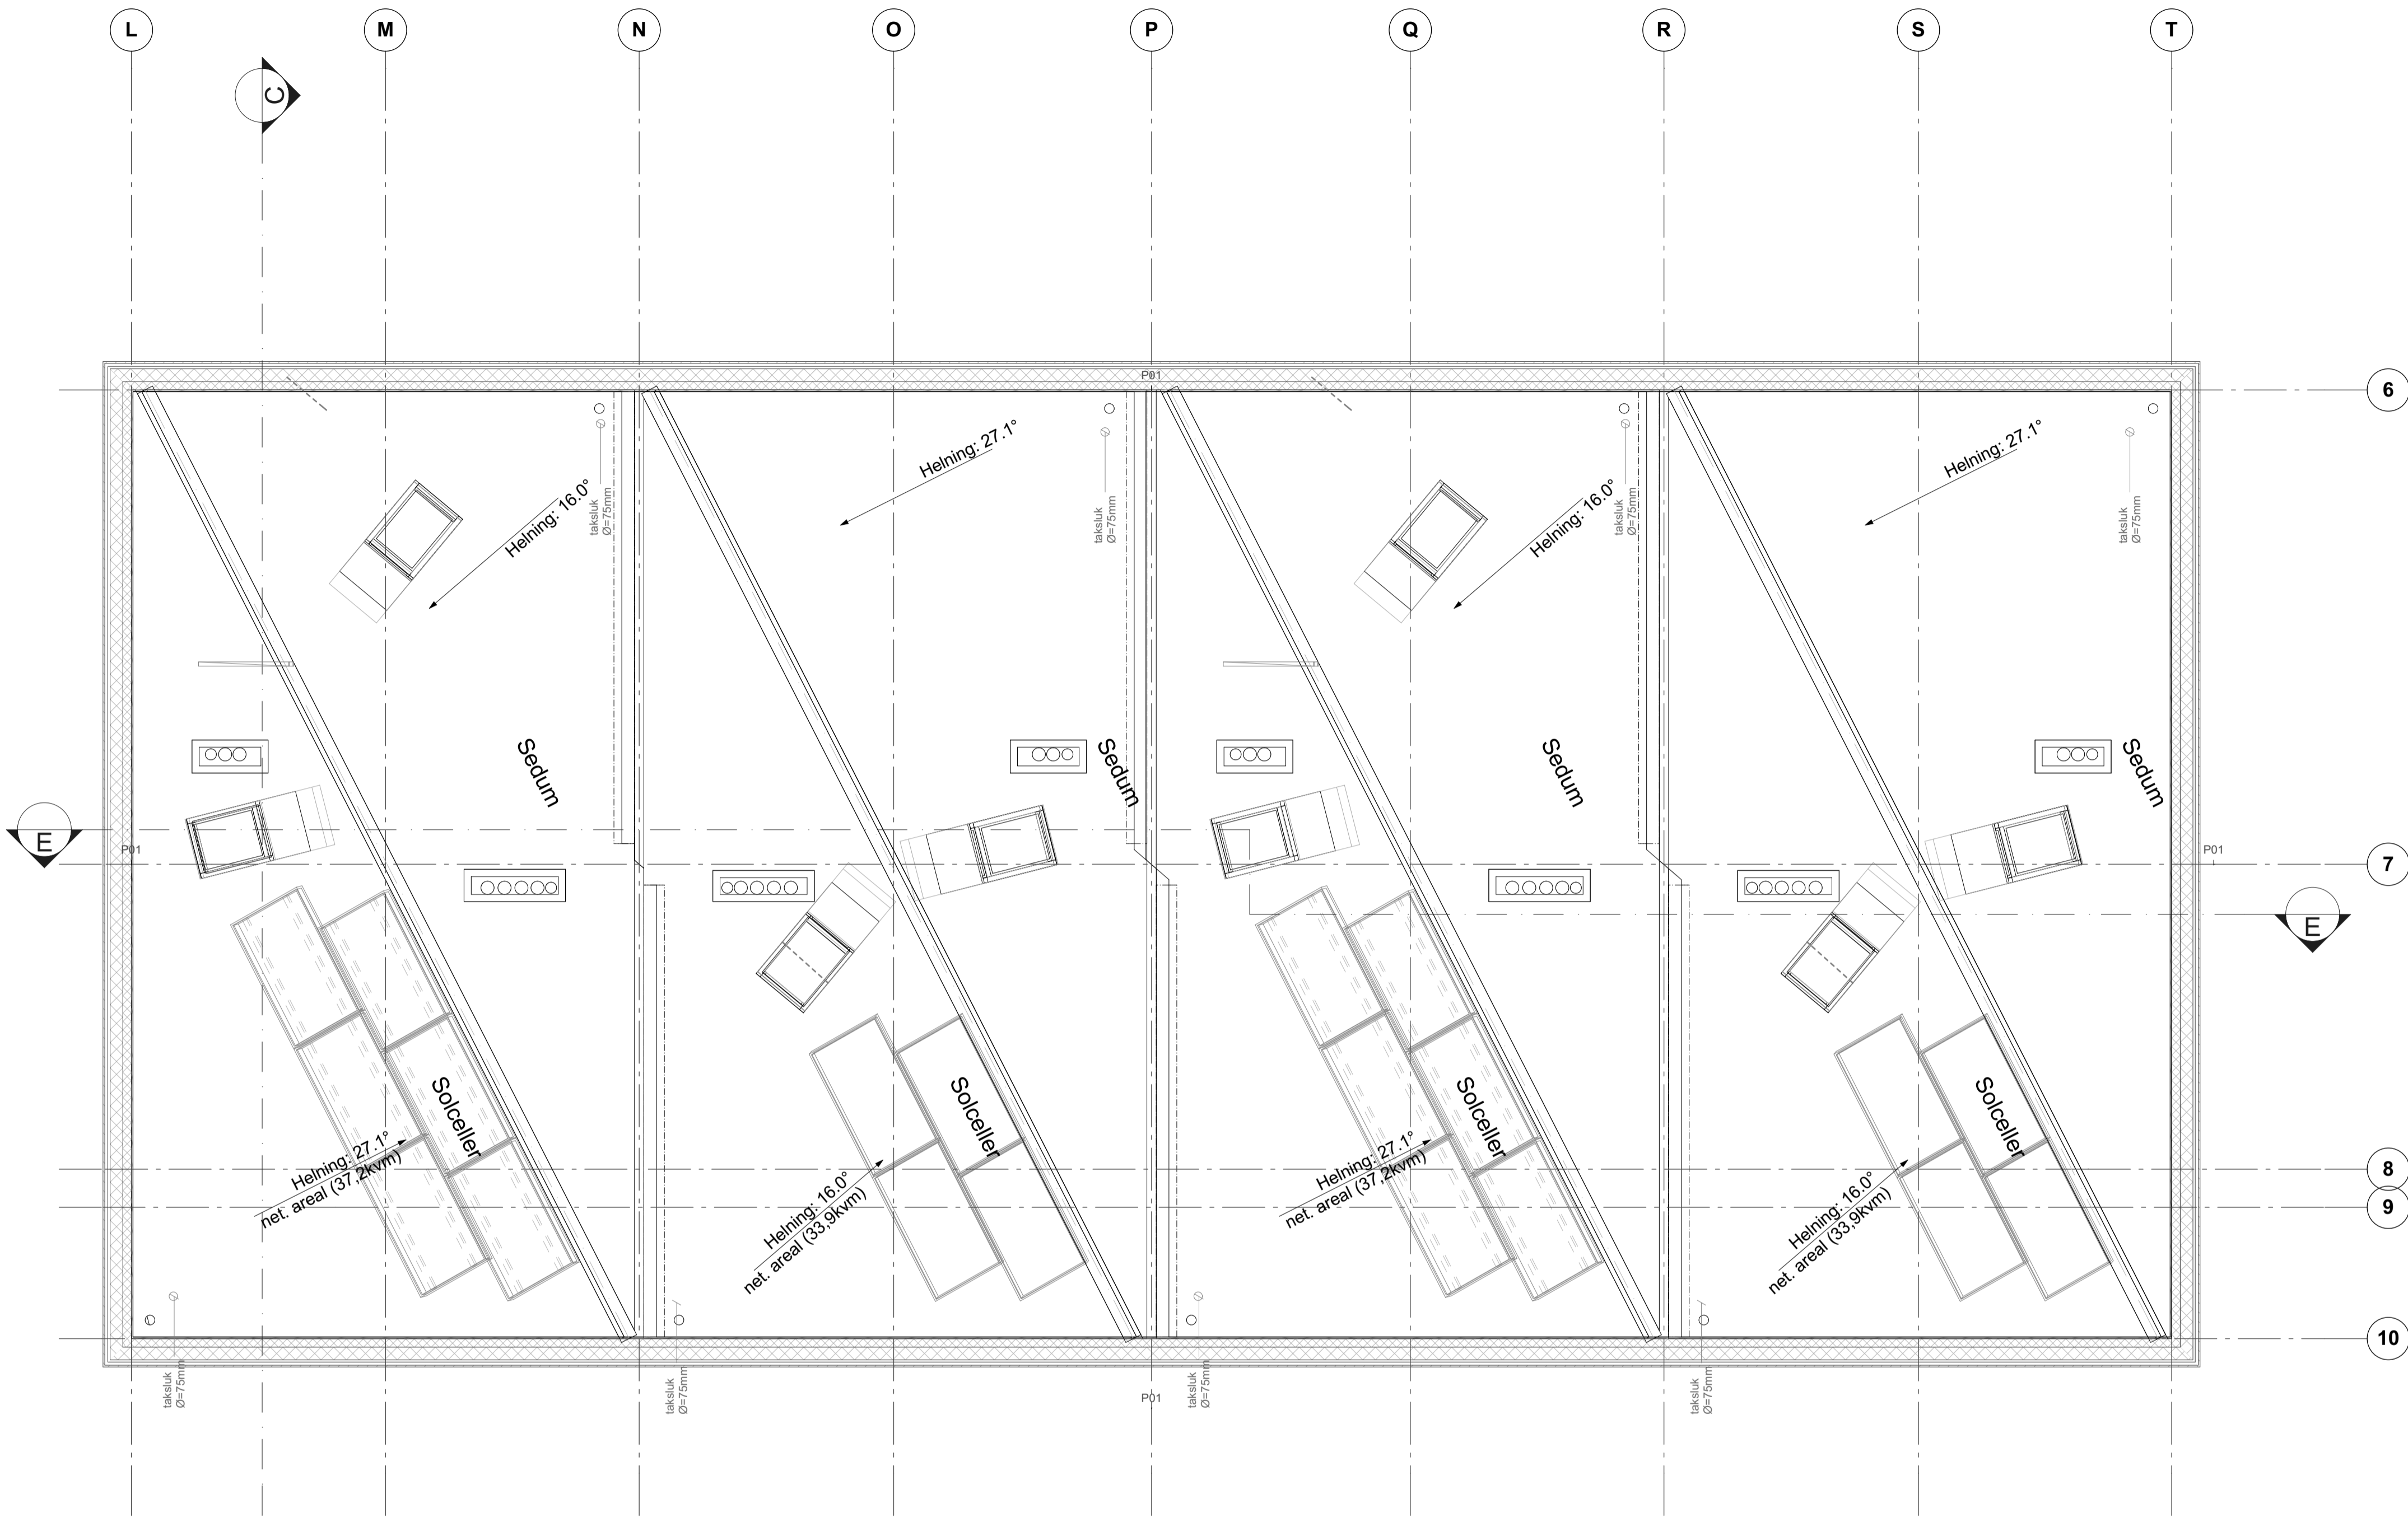 L
M
N
O
P
Q
R
S
T
C
P01
6
Helning: 27.1°
Helning: 27.1°
Helning: 16.0°
Helning: 16.0°
taksluk
Ø=75mm
taksluk
Ø=75mm
taksluk
Ø=75mm
taksluk
Ø=75mm
Sedum
Sedum
Sedum
Sedum
E
P01
P01
7
E
Solceller
Solceller
Solceller
Solceller
Helning: 27.1°
net. areal (37,2kvm)
Helning: 16.0°
net. areal (33,9kvm)
Helning: 27.1°
net. areal (37,2kvm)
Helning: 16.0°
net. areal (33,9kvm)
8
9
10
taksluk
Ø=75mm
taksluk
Ø=75mm
P01
taksluk
Ø=75mm
taksluk
Ø=75mm